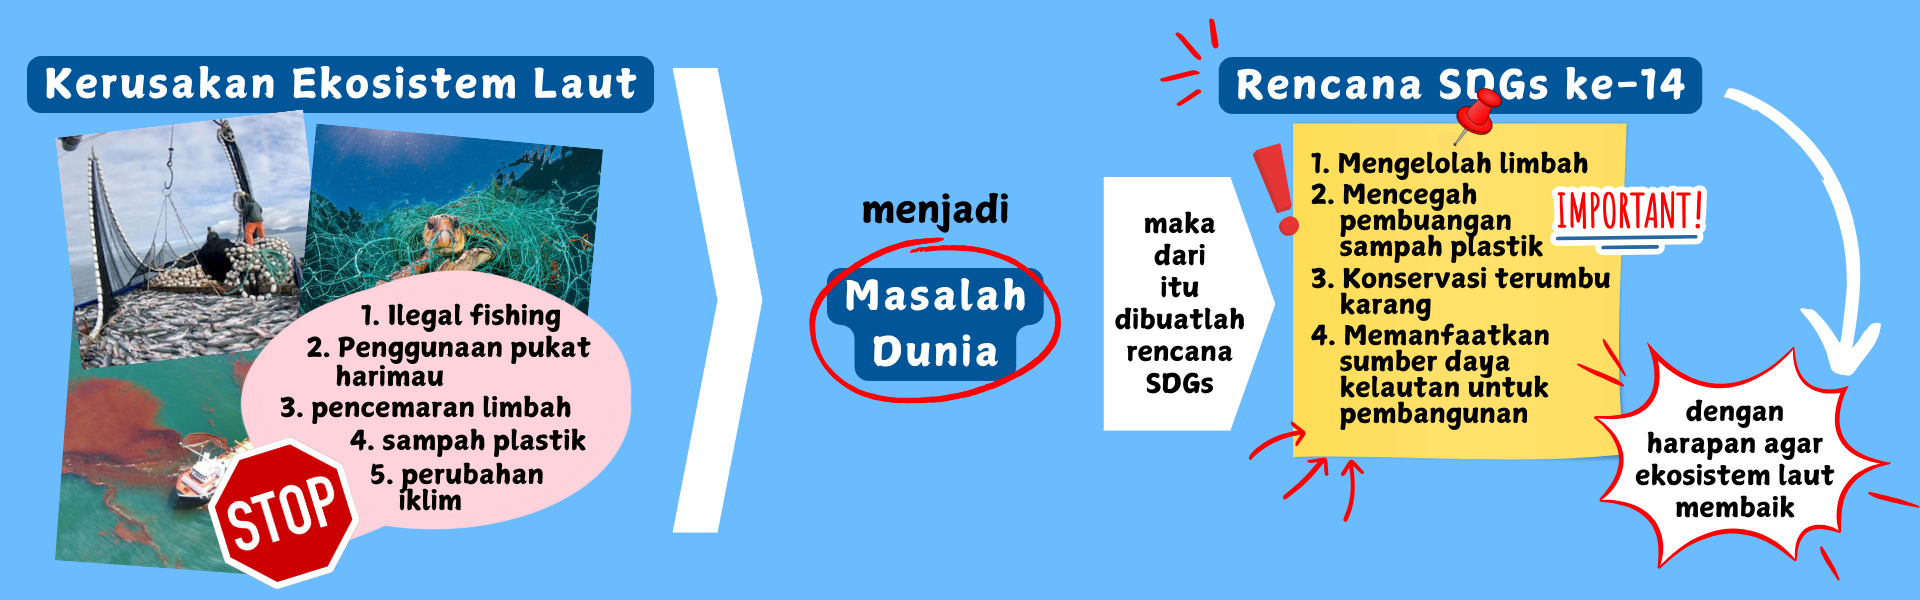 Kerusakan Ekosistem Laut
1. Ilegal fishing
2. Penggunaan pukat
harimau
3. pencemaran limbah
4. sampah plastik
5. perubahan
iklim
STOP
menjadi
Masalah
Dunia
maka
dari
itu
dibuatlah
rencana
SDGs
Rencana SDGs ke-14
1. Mengelolah limbah
2. Mencegah
pembuangan
sampah plastik
3. Konservasi terumbu
karang
4. Memanfaatkan
sumber daya
kelautan untuk
pembangunan
IMPORTANT!
dengan
harapan agar
ekosistem laut
membaik